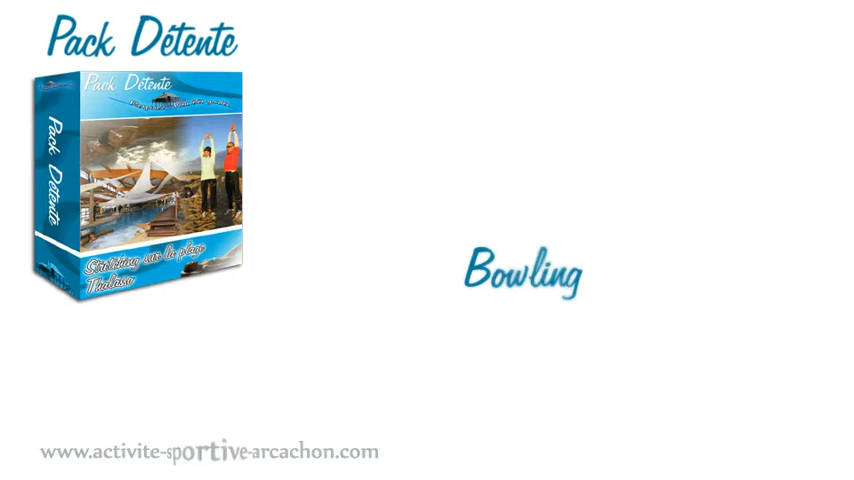 Pack Détente
Pack Détente
Pack Détente
Stretching sur la plage
Thalasso
Bowling
www.activite-sportive-arcachon.com